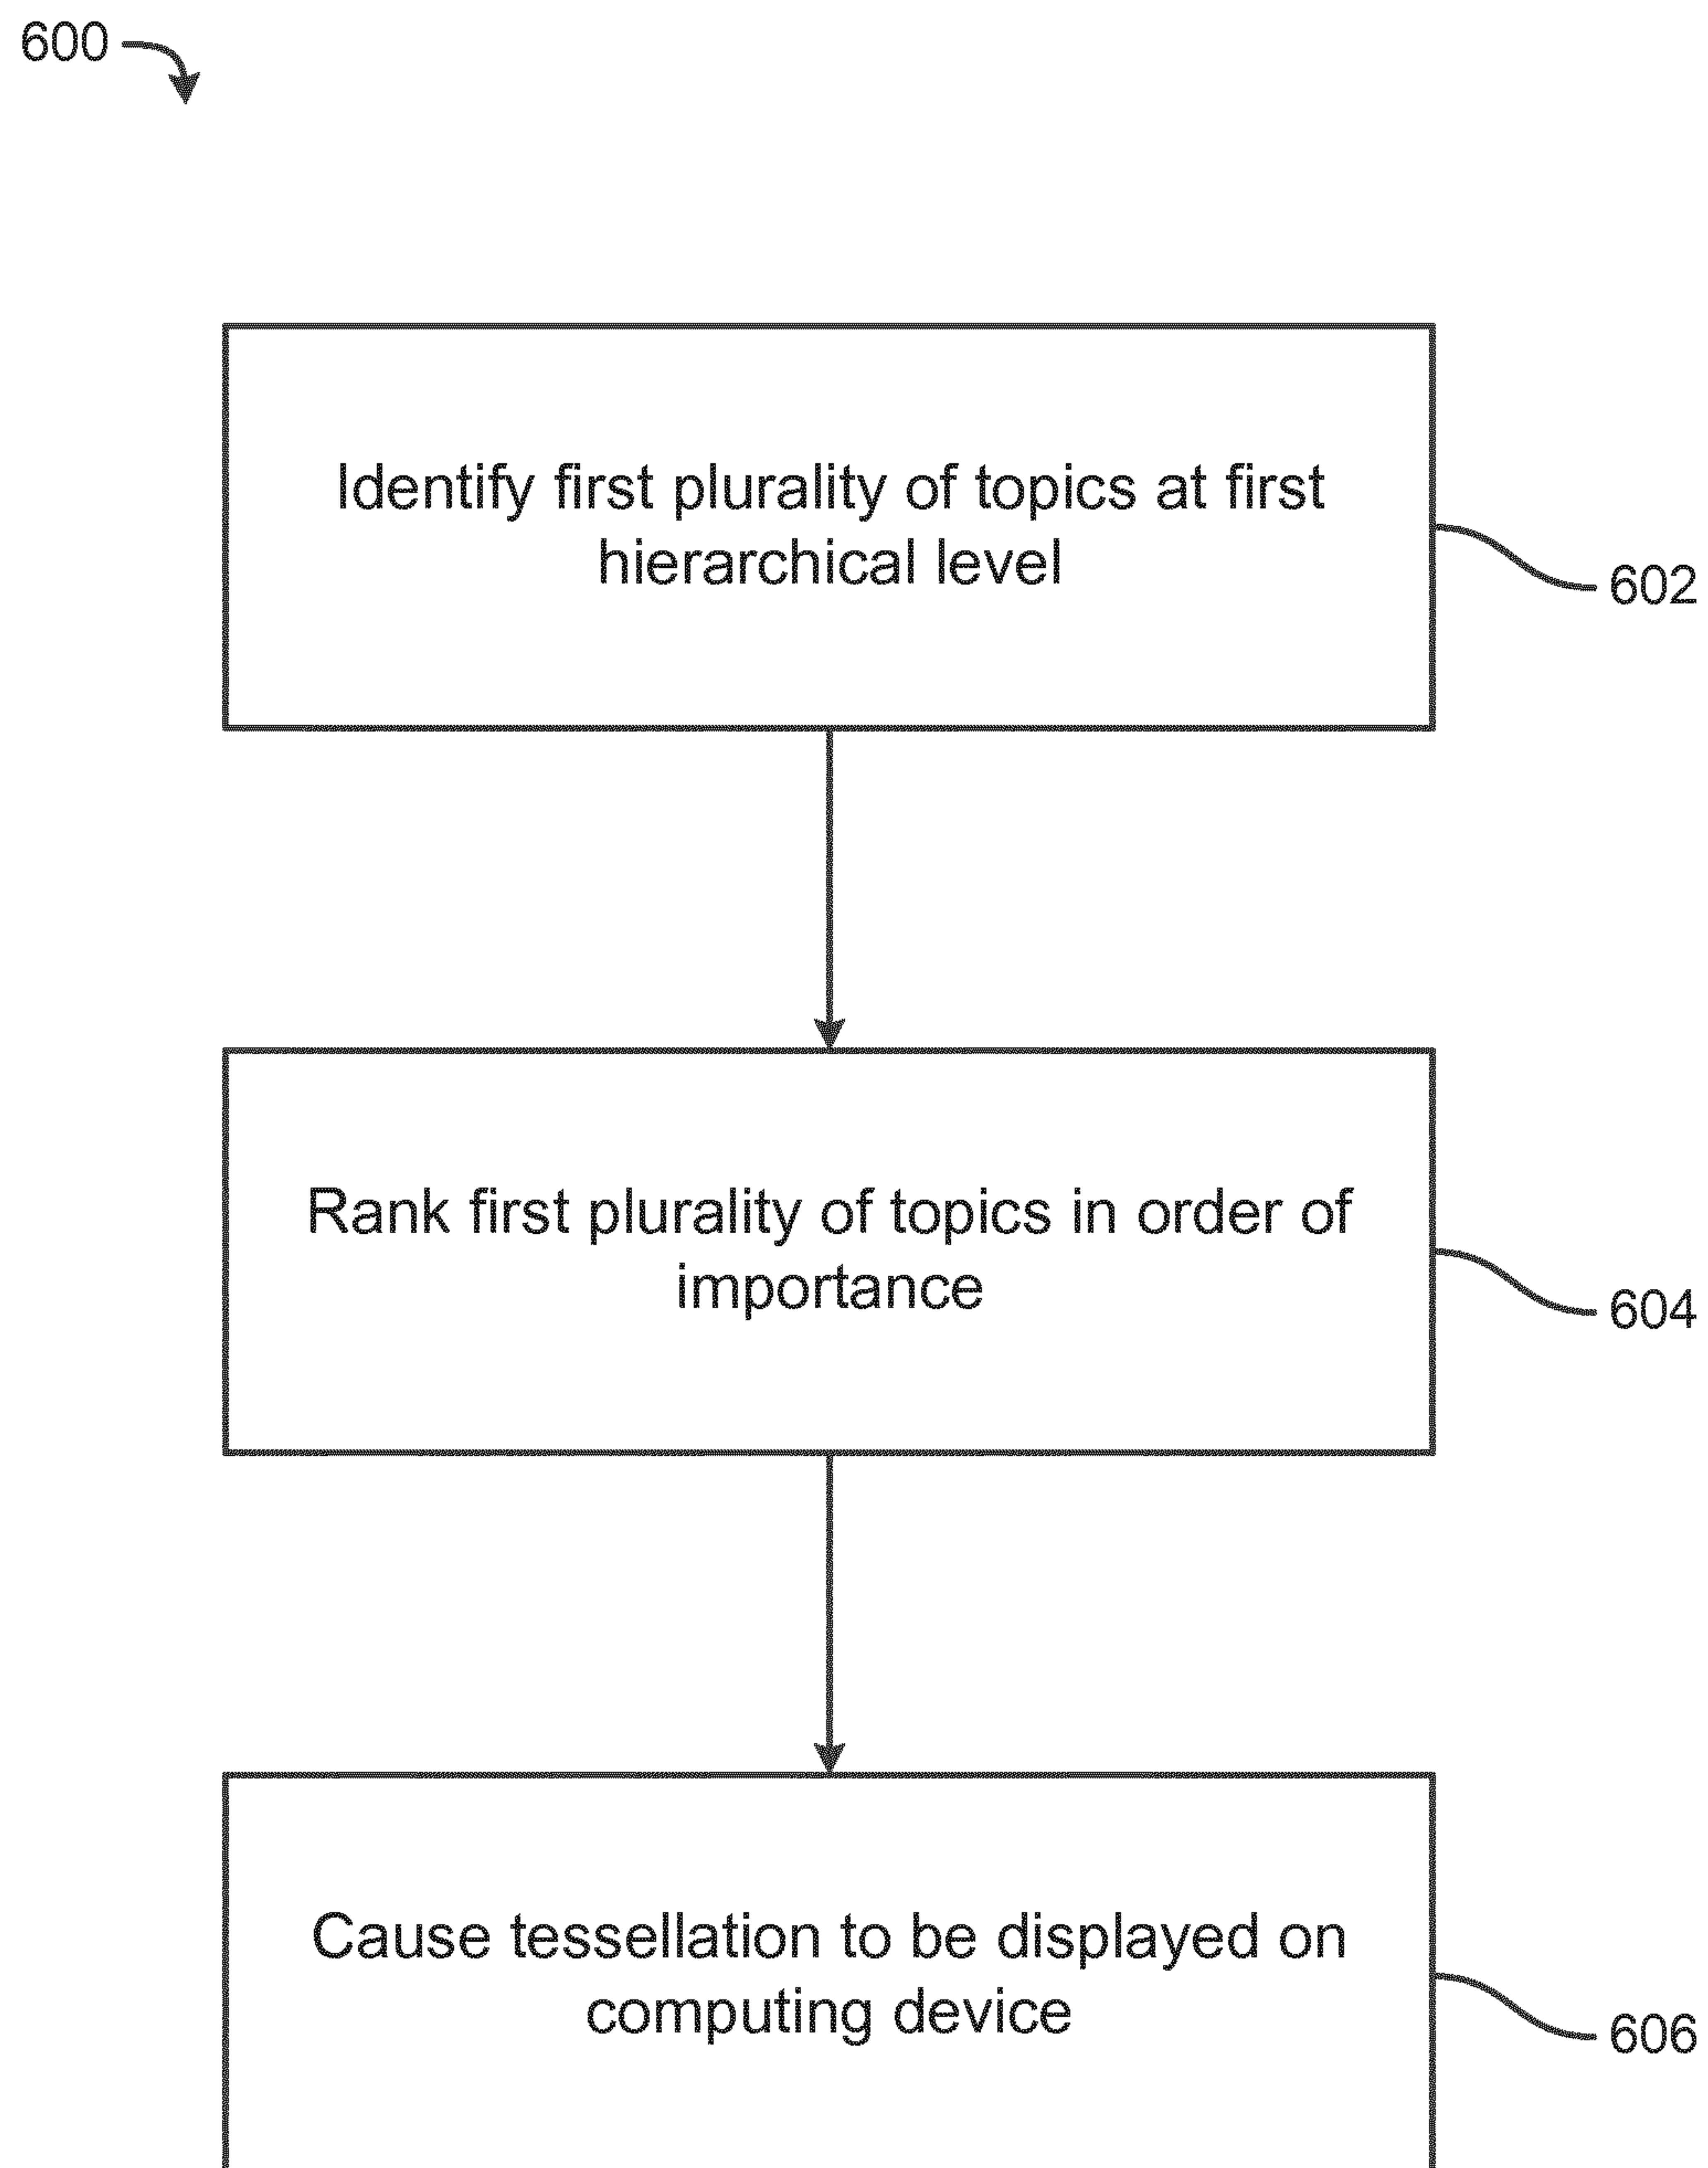 600
Identify first plurality of topics at first
hierarchical level
602
Rank first plurality of topics in order of
importance
604
Cause tessellation to be displayed on
computing device
606